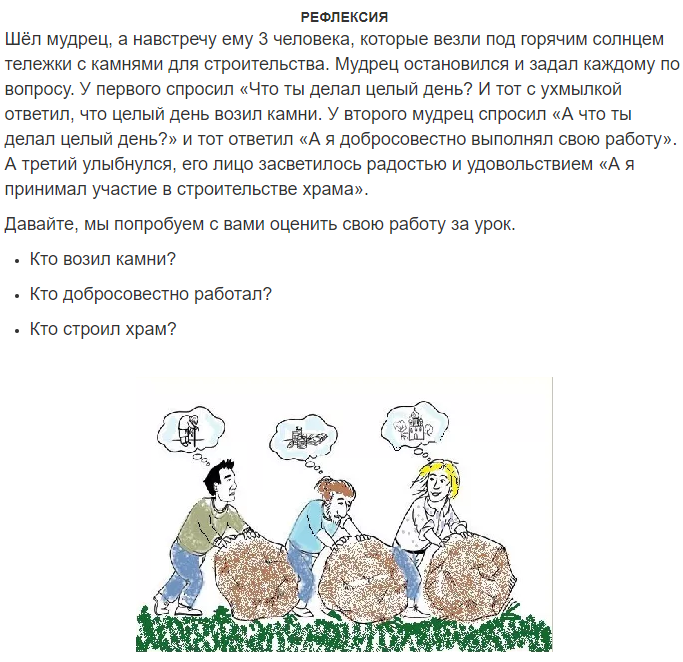 РЕФЛЕКСИЯ
Шёл мудрец, а навстречу ему 3 человека, которые везли под горячим солнцем
тележки с камнями для строительства. Мудрец остановился и задал каждому по
вопросу. У первого спросил «Что ты делал целый день? И тот с ухмылкой
ответил, что целый день возил камни. У второго мудрец спросил «А что ты
делал целый день?» и тот ответил «А я добросовестно выполнял свою работу».
А третий улыбнулся, его лицо засветилось радостью и удовольствием «А я
принимал участие в строительстве храма».
Давайте, мы попробуем с вами оценить свою работу за урок.
• Кто возил камни?
• Кто добросовестно работал?
• Кто строил храм?